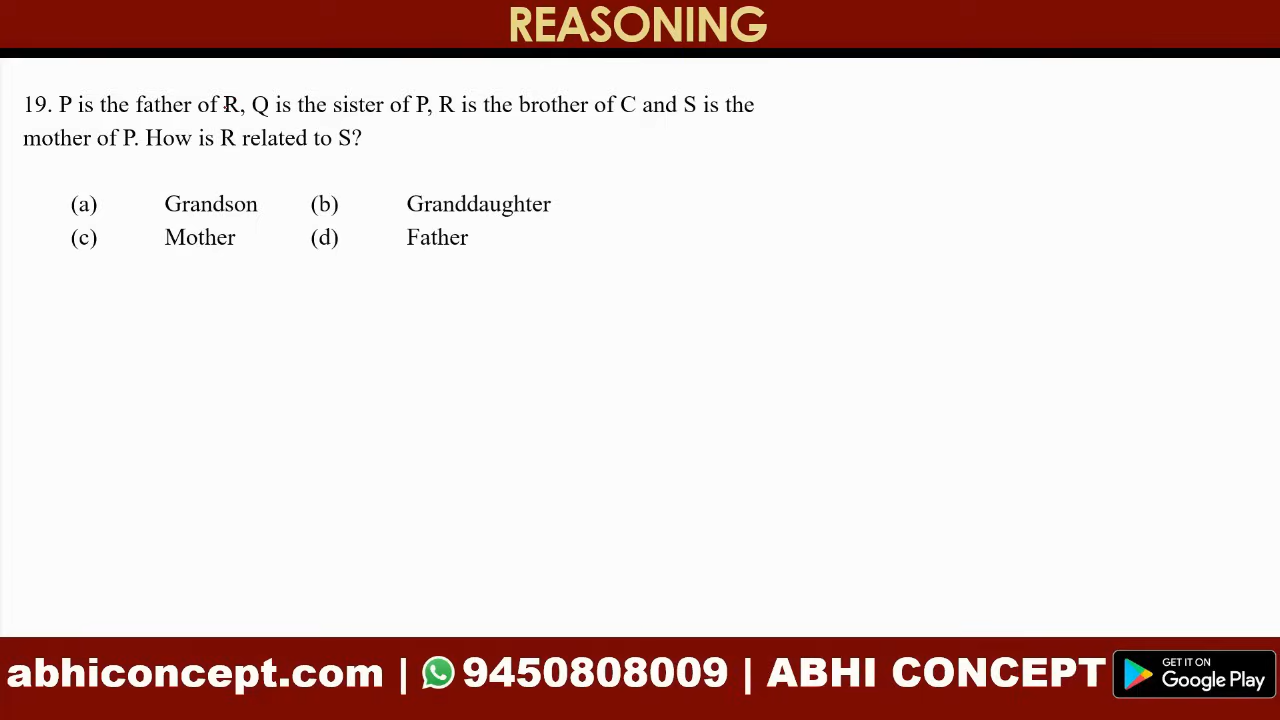 REASONING
19. P is the father of R, Q is the sister of P, R is the brother of C and S is the
mother of P. How is R related to S?
(a) Grandson (b) Granddaughter
(c) Mother (d) Father
abhiconcept.com | 9450808009 | ABHI CONCEPT
GET IT ON
Google Play